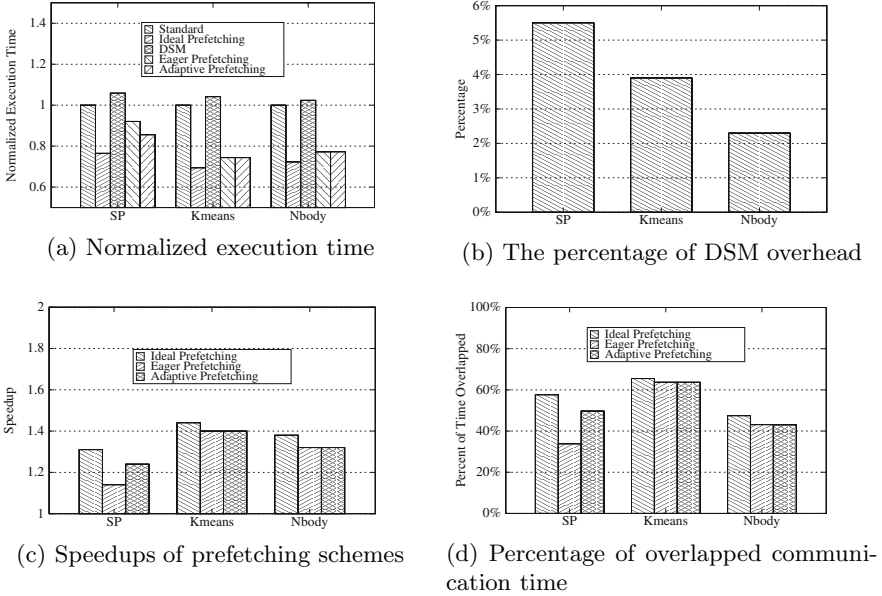 1.4
1.2
1
0.8
0.6
Normalized Execution Time
Standard
Ideal Prefetching
DSM
Eager Prefetching
Adaptive Prefetching
SP Kmeans Nbody
(a) Normalized execution time
6%
5%
4%
3%
2%
1%
0%
Percentage
SP Kmeans Nbody
(b) The percentage of DSM overhead
2
1.8
1.6
1.4
1.2
1
Speedup
Ideal Prefetching
Eager Prefetching
Adaptive Prefetching
SP Kmeans Nbody
(c) Speedups of prefetching schemes
100%
80%
60%
40%
20%
0%
Percent of Time Overlapped
Ideal Prefetching
Eager Prefetching
Adaptive Prefetching
SP Kmeans Nbody
(d) Percentage of overlapped communi-
cation time